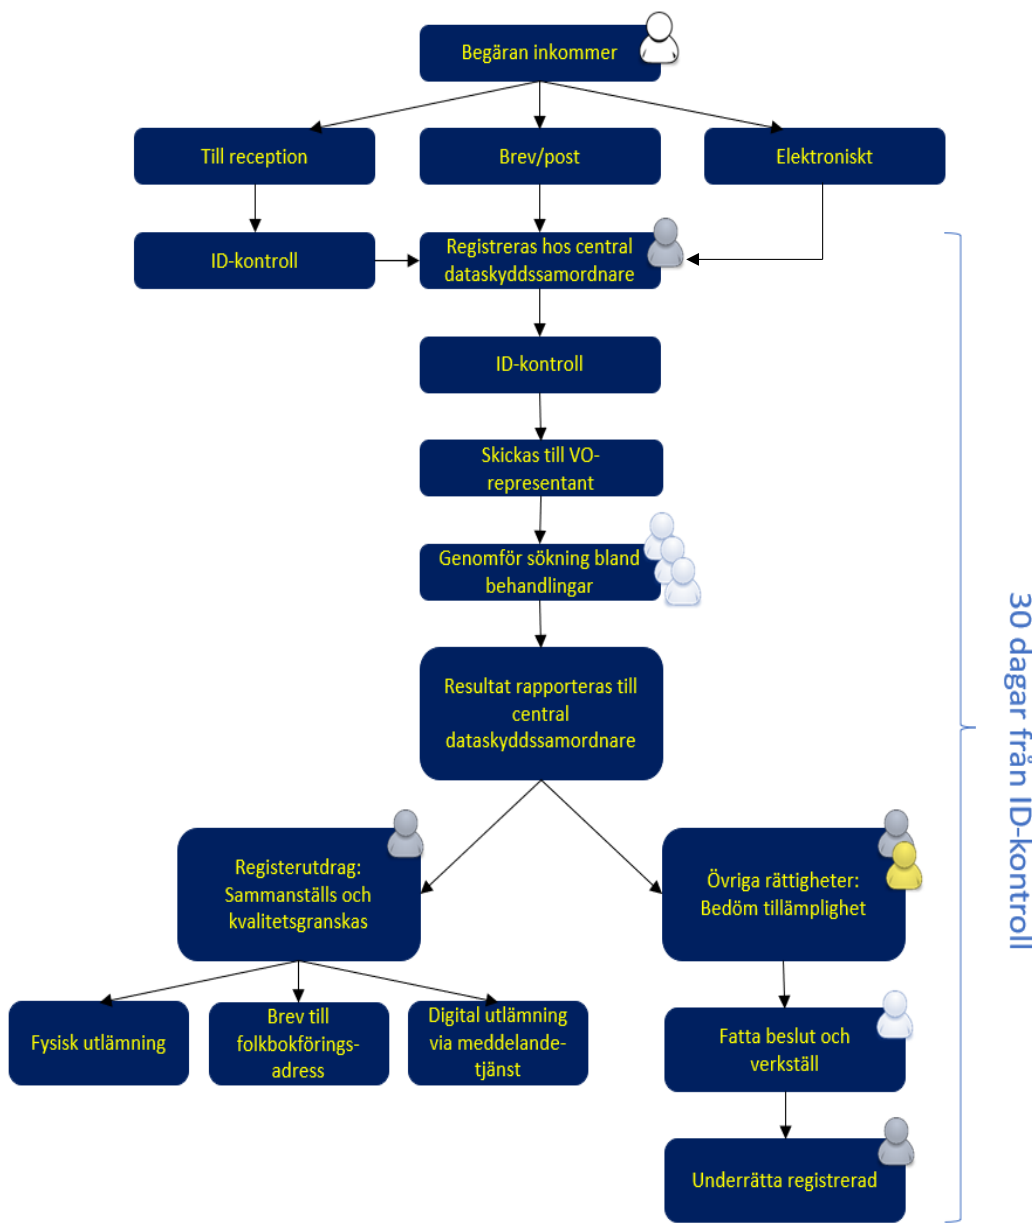 Begäran inkommer
Till reception
Brev/post
Elektroniskt
ID-kontroll
Registreras hos central
dataskyddssamordnare
ID-kontroll
Skickas till VO-
representant
Genomför sökning bland
behandlingar
Resultat rapporteras till
central
dataskyddssamordnare
Registerutdrag:
Sammanställs och
kvalitetsgranskas
Övriga rättigheter:
Bedöm tillämplighet
Fysisk utlämning
Brev till
folkbokförings-
adress
Digital utlämning
via meddelande-
tjänst
Fatta beslut och
verkställ
Underrätta registrerad
30 dagar från ID-kontroll